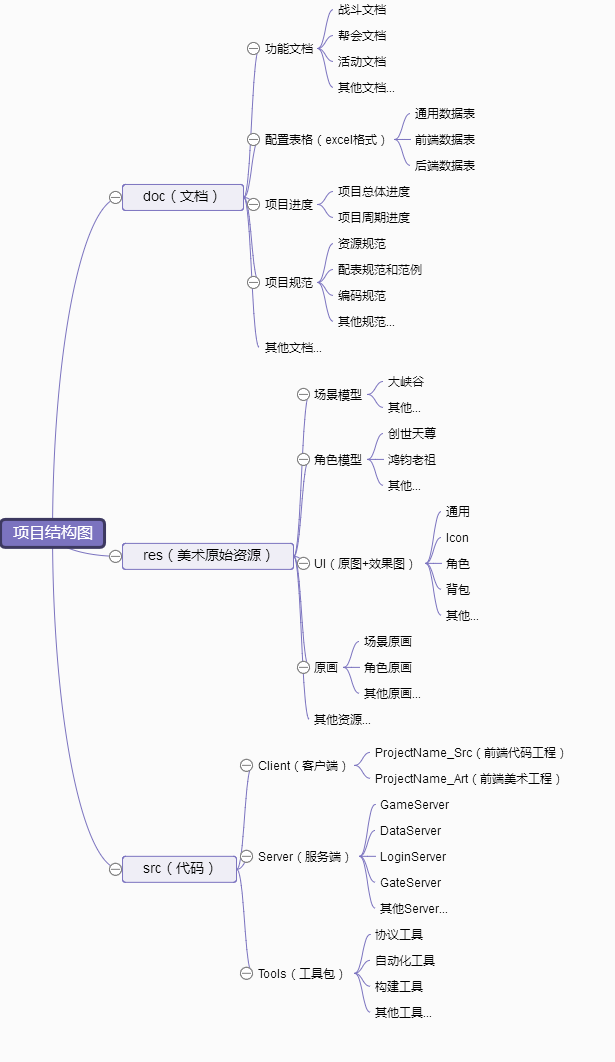 项目结构图
doc（文档）
功能文档
战斗文档
帮会文档
活动文档
其他文档...
配置表格（excel格式）
通用数据表
前端数据表
后端数据表
项目进度
项目总体进度
项目周期进度
项目规范
资源规范
配表规范和范例
编码规范
其他规范...
其他文档...
res（美术原始资源）
场景模型
大峡谷
其他...
角色模型
创世天尊
鸿钧老祖
其他...
UI（原图+效果图）
通用
Icon
角色
背包
其他...
原画
场景原画
角色原画
其他原画...
其他资源...
src（代码）
Client（客户端）
ProjectName_Src（前端代码工程）
ProjectName_Art（前端美术工程）
Server（服务端）
GameServer
DataServer
LoginServer
GateServer
其他Server...
Tools（工具包）
协议工具
自动化工具
构建工具
其他工具...